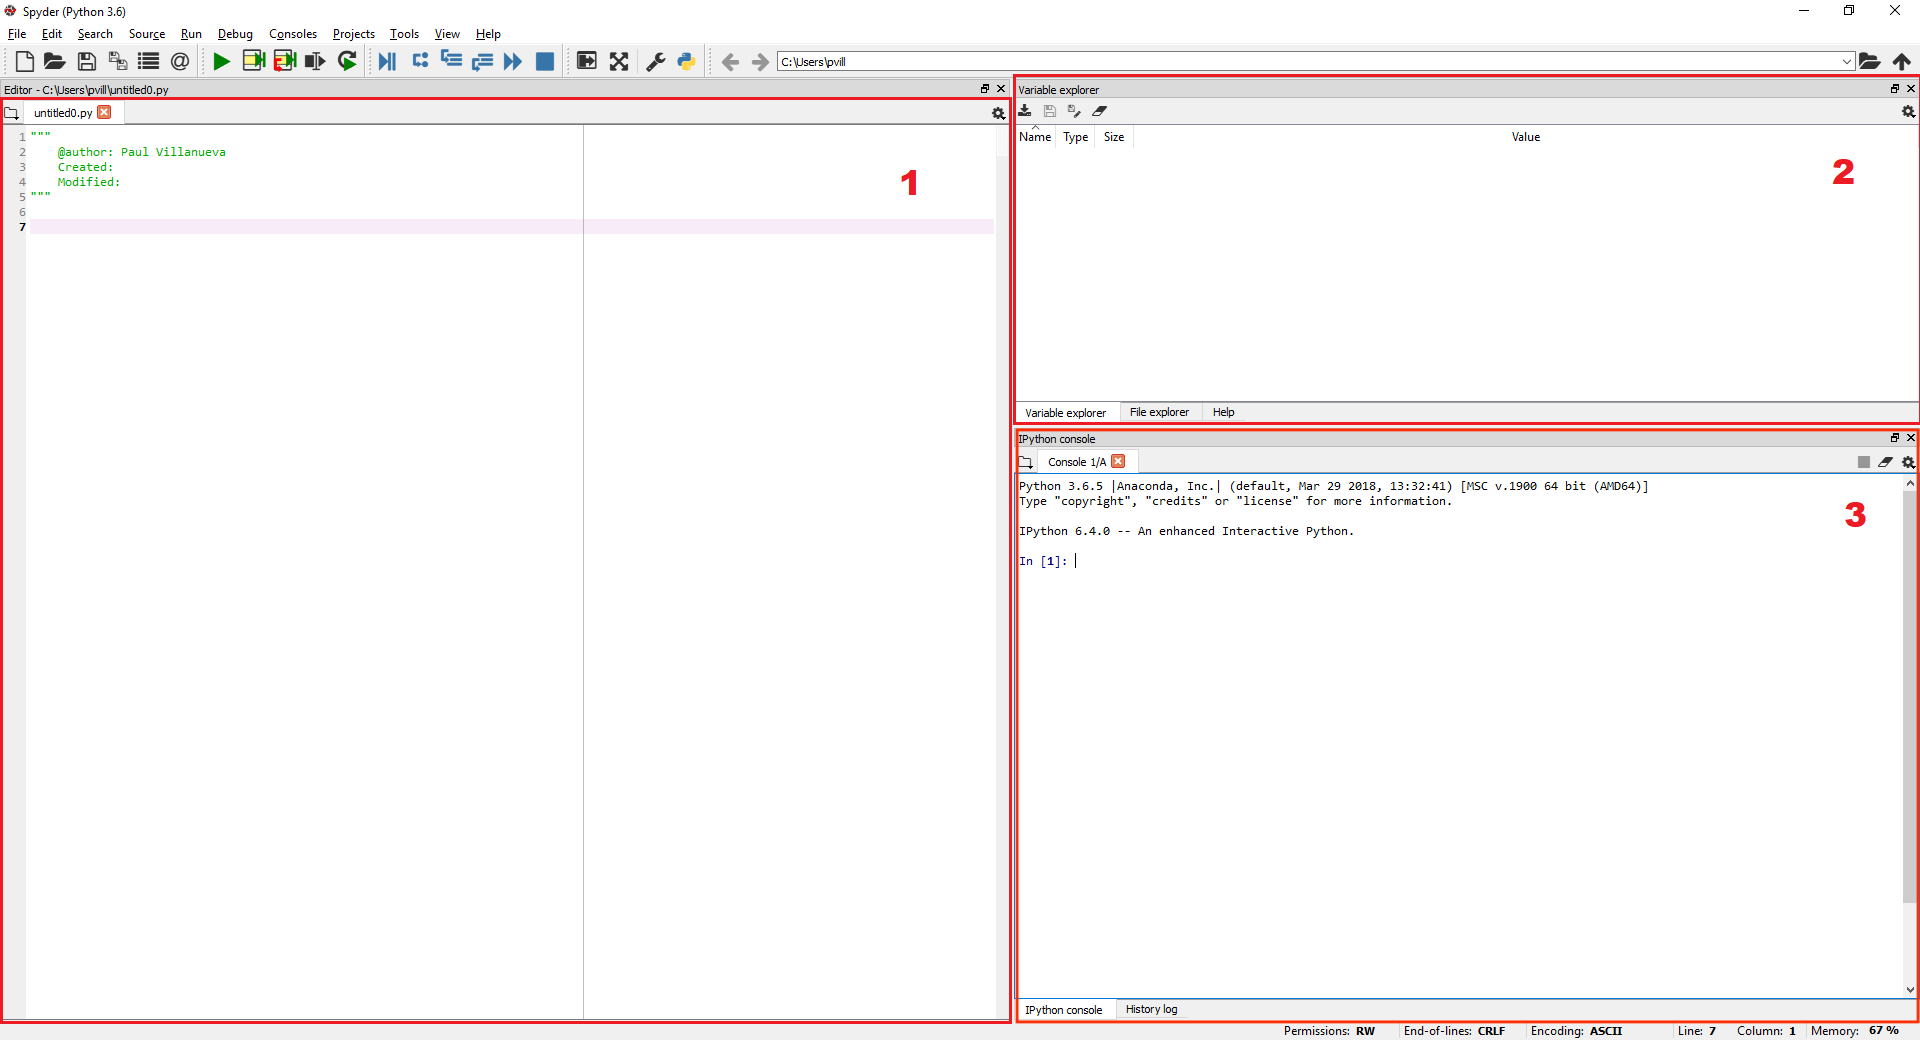 Spyder (Python 3.6)
File Edit Search Source Run Debug Consoles Projects Tools View Help
C:\Users\pvill
Editor - C:\Users\pvill\untitled0.py
untitled0.py
1 """
2 @author: Paul Villanueva
3 Created:
4 Modified:
5 """
6
7
1
Variable explorer
Name Type Size Value
2
Variable explorer File explorer Help
IPython console
Console 1/A
Python 3.6.5 |Anaconda, Inc.| (default, Mar 29 2018, 13:32:41) [MSC v.1900 64 bit (AMD64)]
Type "copyright", "credits" or "license" for more information.
3
IPython 6.4.0 -- An enhanced Interactive Python.
In [1]:
IPython console History log
Permissions: RW End-of-lines: CRLF Encoding: ASCII Line: 7 Column: 1 Memory: 67 %